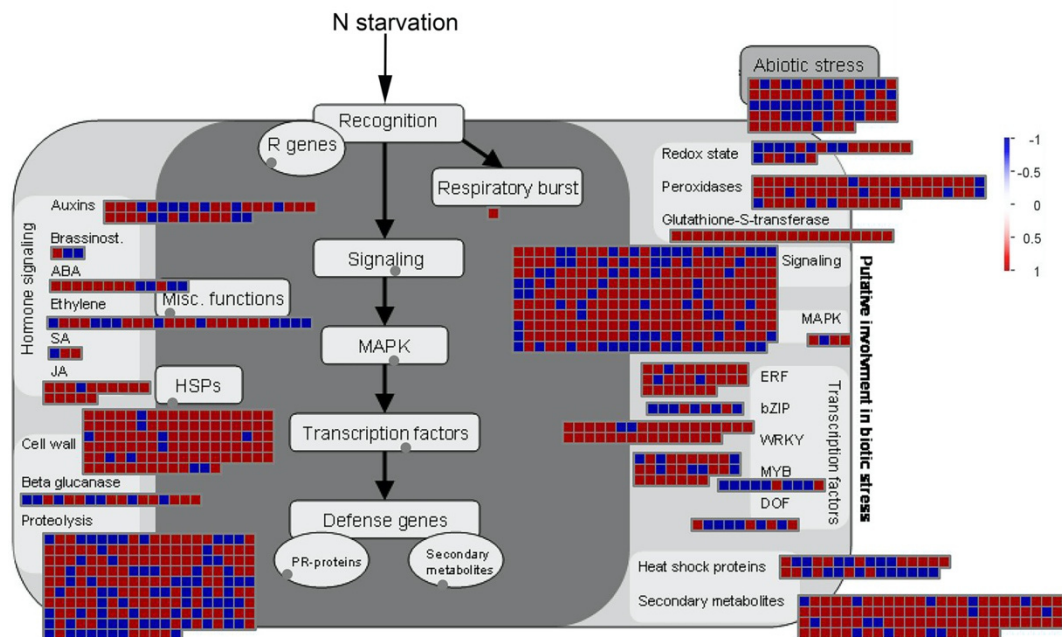 N starvation
Abiotic stress
Recognition
R genes
Respiratory burst
Redox state
Peroxidases
Glutathione-S-transferase
-1
-0.5
0
0.5
1
Auxins
Brassinost.
ABA
Ethylene
SA
JA
Hormone signaling
Misc. functions
HSPs
Signaling
MAPK
Transcription factors
Defense genes
PR-proteins
Secondary
metabolites
Cell wall
Beta glucanase
Proteolysis
Signaling
MAPK
ERF
bZIP
WRKY
MYB
DOF
Transcription factors
Putative involvment in biotic stress
Heat shock proteins
Secondary metabolites